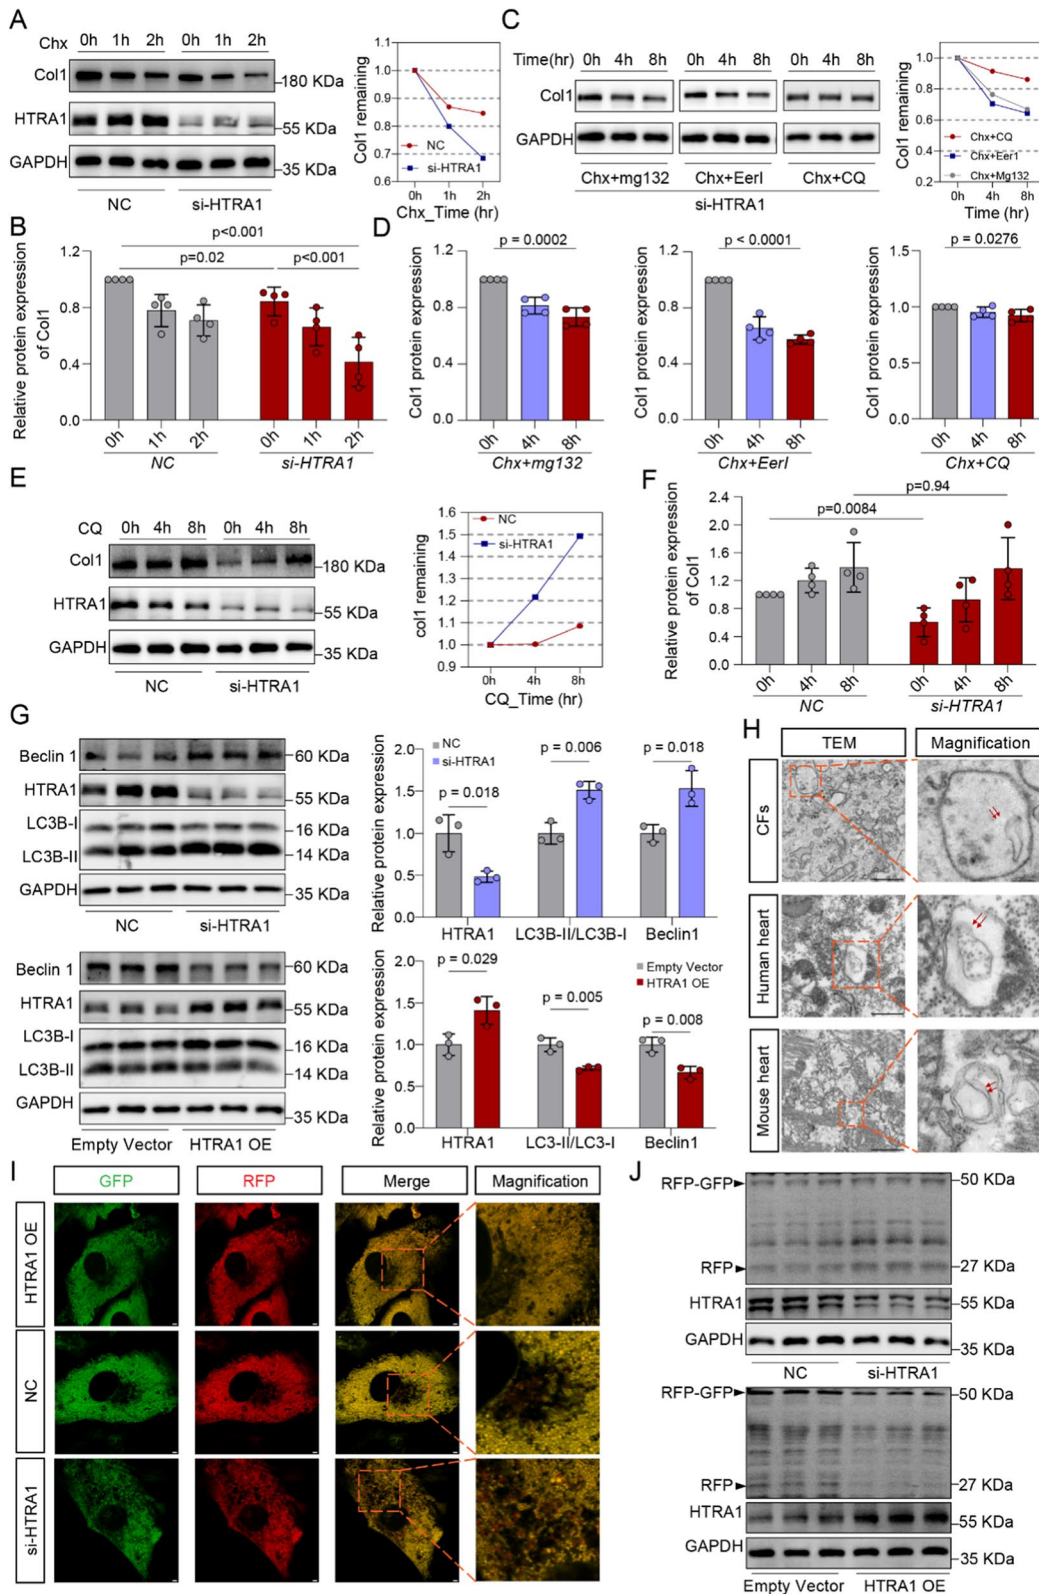 A
Chx 0h 1h 2h 0h 1h 2h
Col1
180 KDa
HTRA1
55 KDa
GAPDH
35 KDa
NC si-HTRA1
Col1 remaining
1.1
1.0
0.9
0.8
0.7
0.6
NC
si-HTRA1
0h 1h 2h
Chx_Time (hr)
C
Time(hr) 0h 4h 8h 0h 4h 8h 0h 4h 8h
Col1
GAPDH
Chx+mg132 Chx+EerI Chx+CQ
si-HTRA1
Col1 remaining
1.0
0.8
0.6
0.4
0.2
Chx+CQ
Chx+Eer1
Chx+Mg132
0h 4h 8h
Time (hr)
B
Relative protein expression
of Col1
1.2
0.8
0.4
0.0
p<0.001
p=0.02 p<0.001
0h 1h 2h 0h 1h 2h
NC si-HTRA1
D
Col1 protein expression
1.2
0.8
0.4
0.0
p = 0.0002
0h 4h 8h
Chx+mg132
Col1 protein expression
1.2
0.8
0.4
0.0
p < 0.0001
0h 4h 8h
Chx+EerI
Col1 protein expression
1.5
1.0
0.5
0.0
p = 0.0276
0h 4h 8h
Chx+CQ
E
CQ 0h 4h 8h 0h 4h 8h
Col1
180 KDa
HTRA1
55 KDa
GAPDH
35 KDa
NC si-HTRA1
col1 remaining
1.6
1.5
1.4
1.3
1.2
1.1
1.0
0.9
NC
si-HTRA1
0h 4h 8h
CQ_Time (hr)
F
Relative protein expression
of Col1
2.4
2.0
1.6
1.2
0.8
0.4
0.0
p=0.94
p=0.0084
0h 4h 8h 0h 4h 8h
NC si-HTRA1
G
Beclin 1
60 KDa
HTRA1
55 KDa
LC3B-I
16 KDa
LC3B-II
14 KDa
GAPDH
35 KDa
NC si-HTRA1
Relative protein expression
2.0
1.5
1.0
0.5
0.0
NC
si-HTRA1
p = 0.018
p = 0.006
p = 0.018
HTRA1 LC3B-II/LC3B-I Beclin1
Beclin 1
60 KDa
HTRA1
55 KDa
LC3B-I
16 KDa
LC3B-II
14 KDa
GAPDH
35 KDa
Empty Vector HTRA1 OE
Relative protein expression
2.0
1.5
1.0
0.5
0.0
Empty Vector
HTRA1 OE
p = 0.029
p = 0.005
p = 0.008
HTRA1 LC3-II/LC3-I Beclin1
H
TEM Magnification
CFs
Human heart
Mouse heart
I
GFP RFP Merge Magnification
HTRA1 OE
NC
si-HTRA1
J
RFP-GFP
50 KDa
RFP
27 KDa
HTRA1
55 KDa
GAPDH
35 KDa
NC si-HTRA1
RFP-GFP
50 KDa
RFP
27 KDa
HTRA1
55 KDa
GAPDH
35 KDa
Empty Vector HTRA1 OE